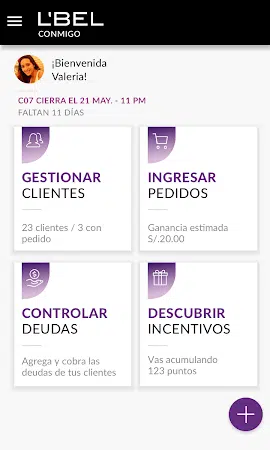 L'BEL
CONMIGO
¡Bienvenida
Valeria!
C07 CIERRA EL 21 MAY. - 11 PM
FALTAN 11 DÍAS
GESTIONAR
CLIENTES
23 clientes / 3 con
pedido
INGRESAR
PEDIDOS
Ganancia estimada
S/.20.00
CONTROLAR
DEUDAS
Agrega y cobra las
deudas de tus clientes
DESCUBRIR
INCENTIVOS
Vas acumulando
123 puntos